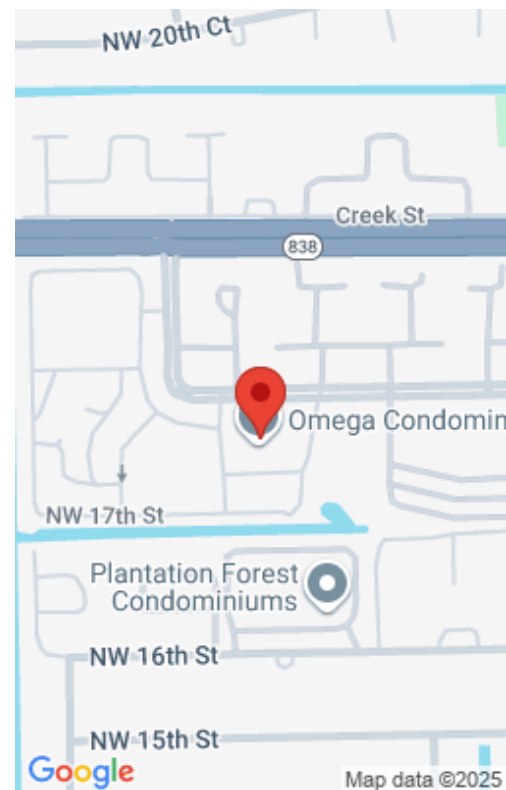 NW 20th Ct
Creek St
838
Omega Condomin
NW 17th St
Plantation Forest
Condominiums
NW 16th St
NW 15th St
Google
Map data ©2025